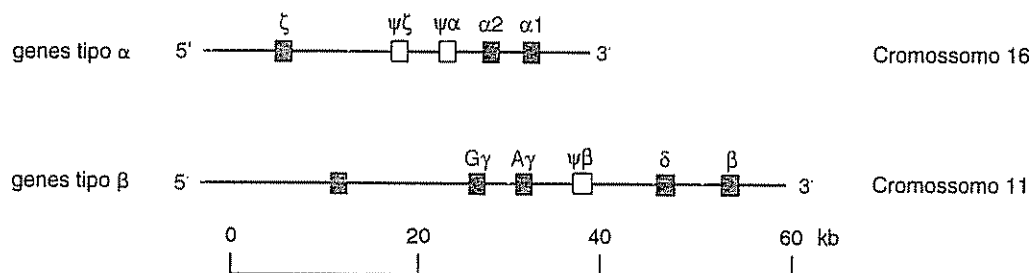 ζ ψζ ψα α2 α1
genes tipo α 5' 3' Cromossomo 16
Gγ Aγ ψβ δ β
genes tipo β 5' 3' Cromossomo 11
0 20 40 60 kb